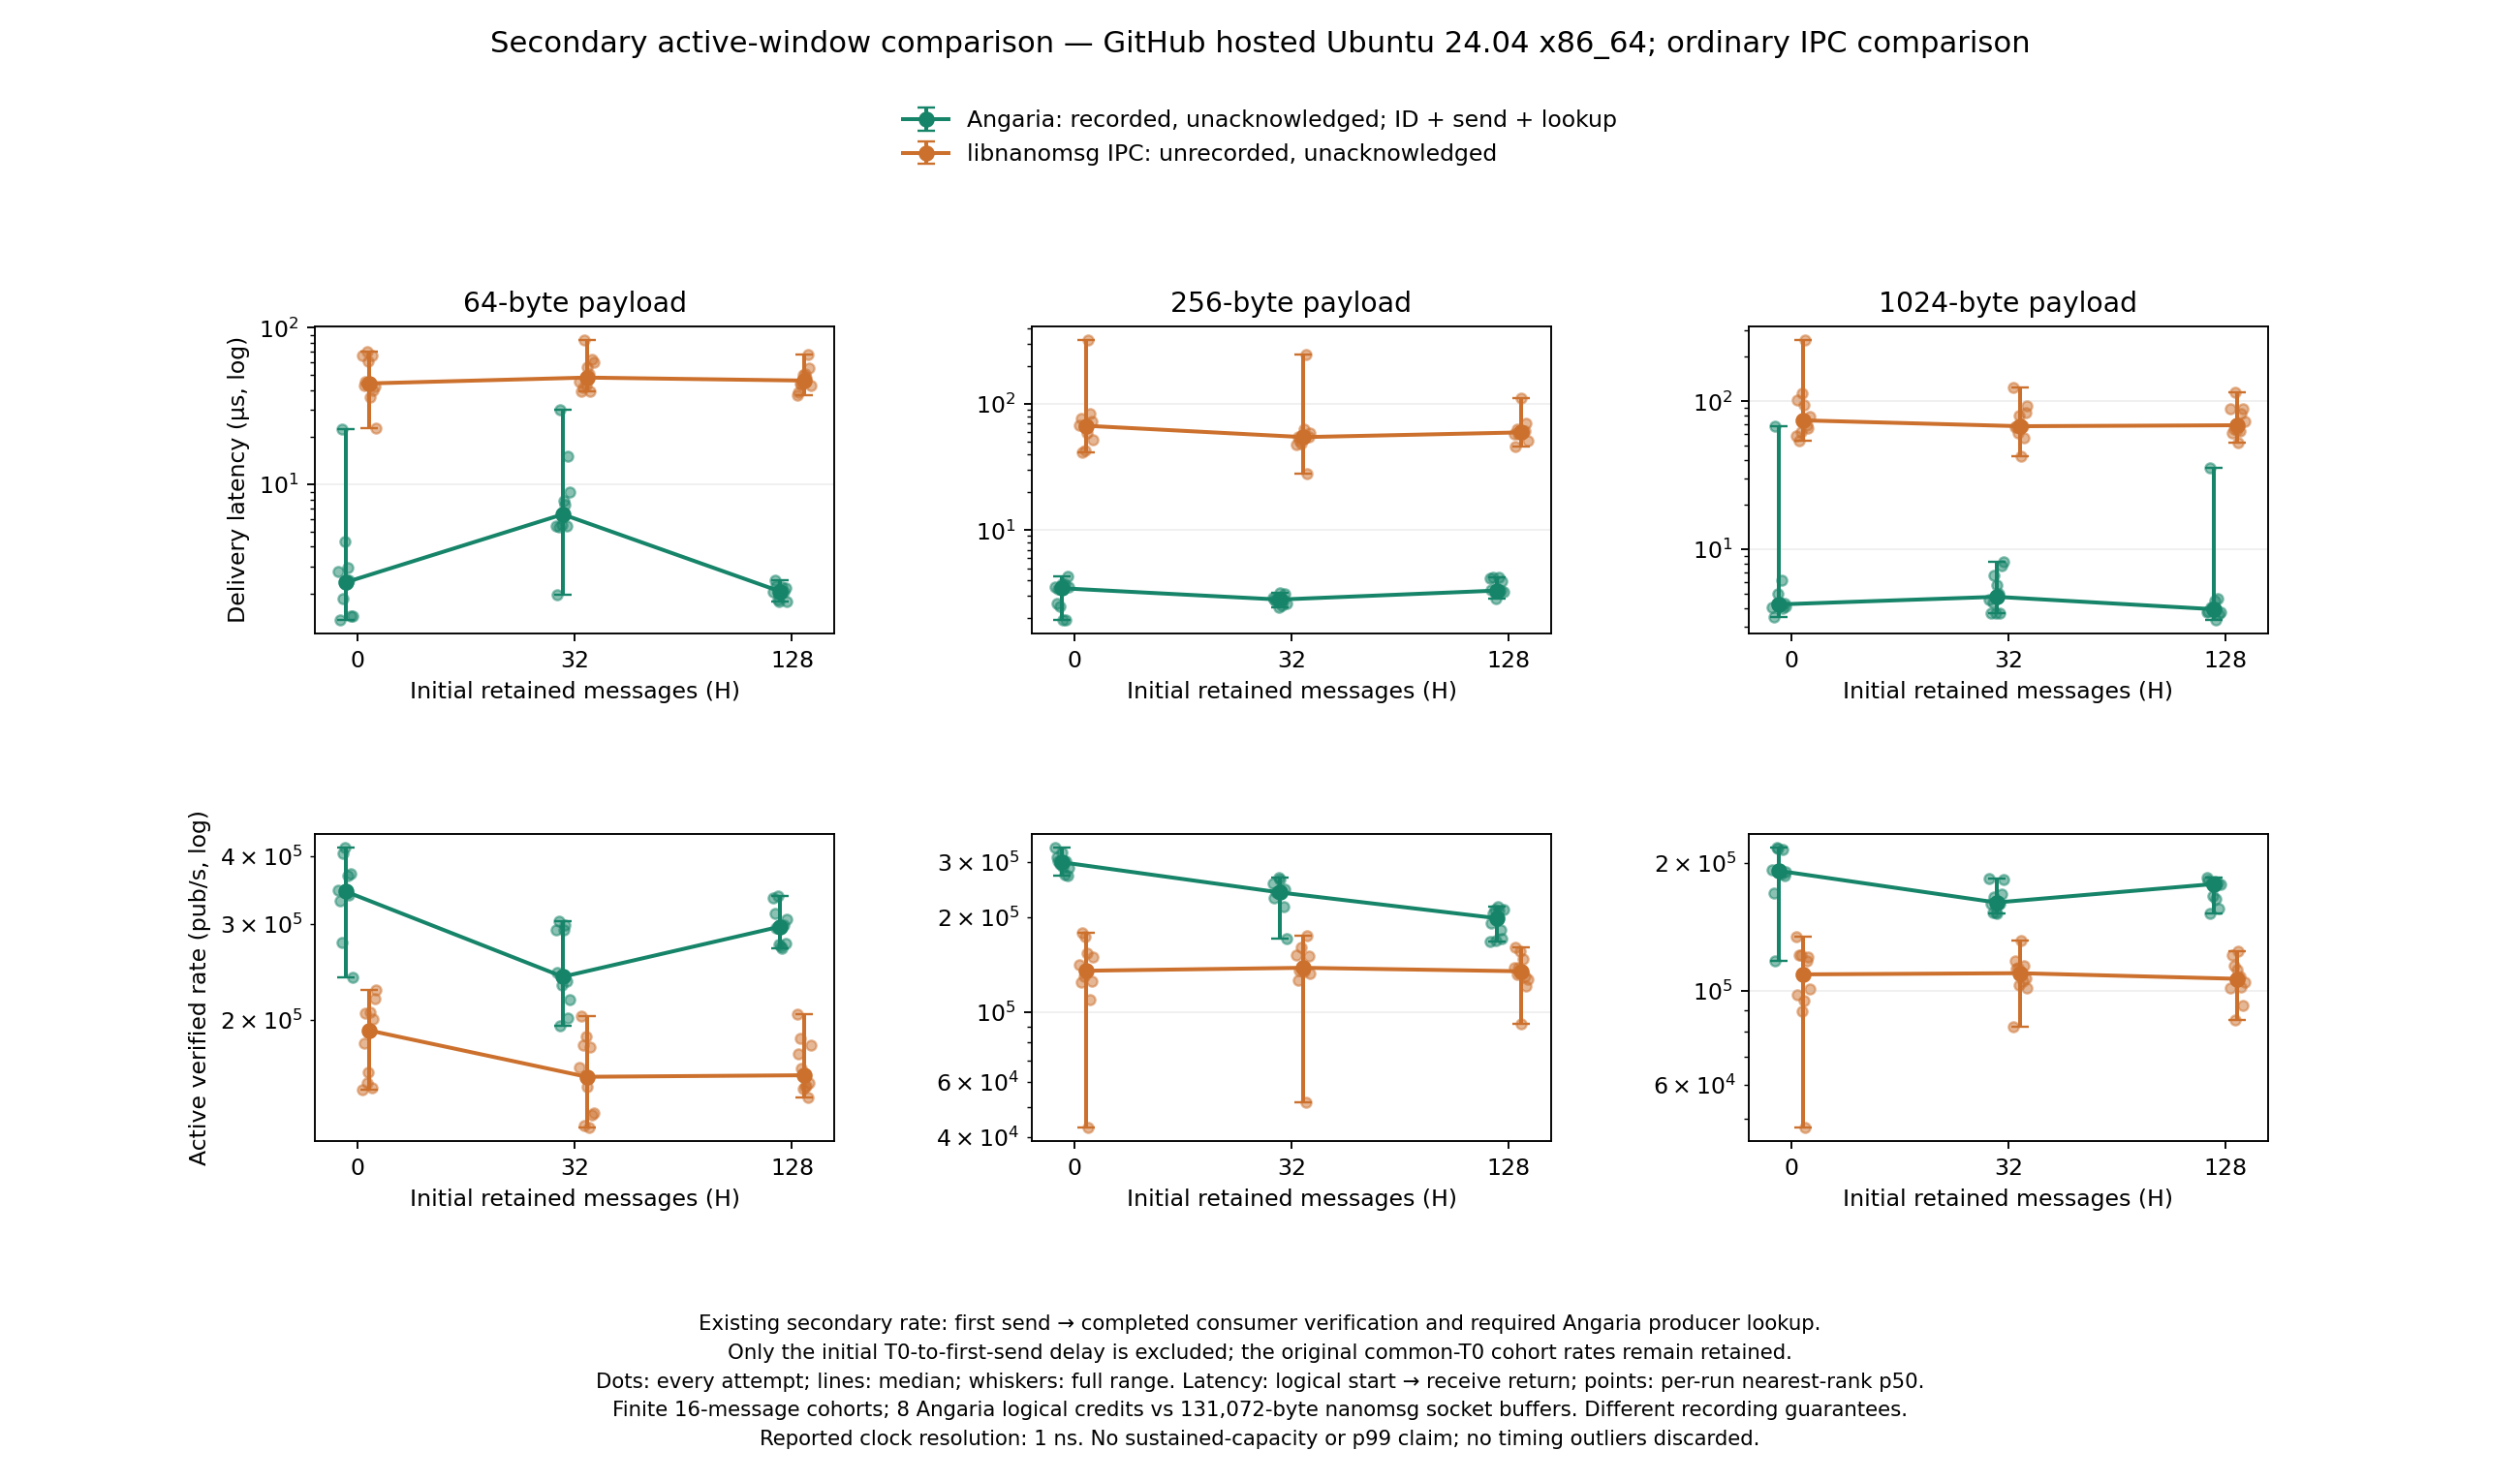 Secondary active-window comparison — GitHub hosted Ubuntu 24.04 x86_64; ordinary IPC comparison
Angaria: recorded, unacknowledged; ID + send + lookup
libnanomsg IPC: unrecorded, unacknowledged
64-byte payload
256-byte payload
1024-byte payload
Delivery latency (µs, log)
10²
10¹
0 32 128
Initial retained messages (H)
10²
10¹
0 32 128
Initial retained messages (H)
10²
10¹
0 32 128
Initial retained messages (H)
Active verified rate (pub/s, log)
4 × 10⁵
3 × 10⁵
2 × 10⁵
0 32 128
Initial retained messages (H)
3 × 10⁵
2 × 10⁵
10⁵
6 × 10⁴
4 × 10⁴
0 32 128
Initial retained messages (H)
2 × 10⁵
10⁵
6 × 10⁴
0 32 128
Initial retained messages (H)
Existing secondary rate: first send → completed consumer verification and required Angaria producer lookup.
Only the initial T0-to-first-send delay is excluded; the original common-T0 cohort rates remain retained.
Dots: every attempt; lines: median; whiskers: full range. Latency: logical start → receive return; points: per-run nearest-rank p50.
Finite 16-message cohorts; 8 Angaria logical credits vs 131,072-byte nanomsg socket buffers. Different recording guarantees.
Reported clock resolution: 1 ns. No sustained-capacity or p99 claim; no timing outliers discarded.